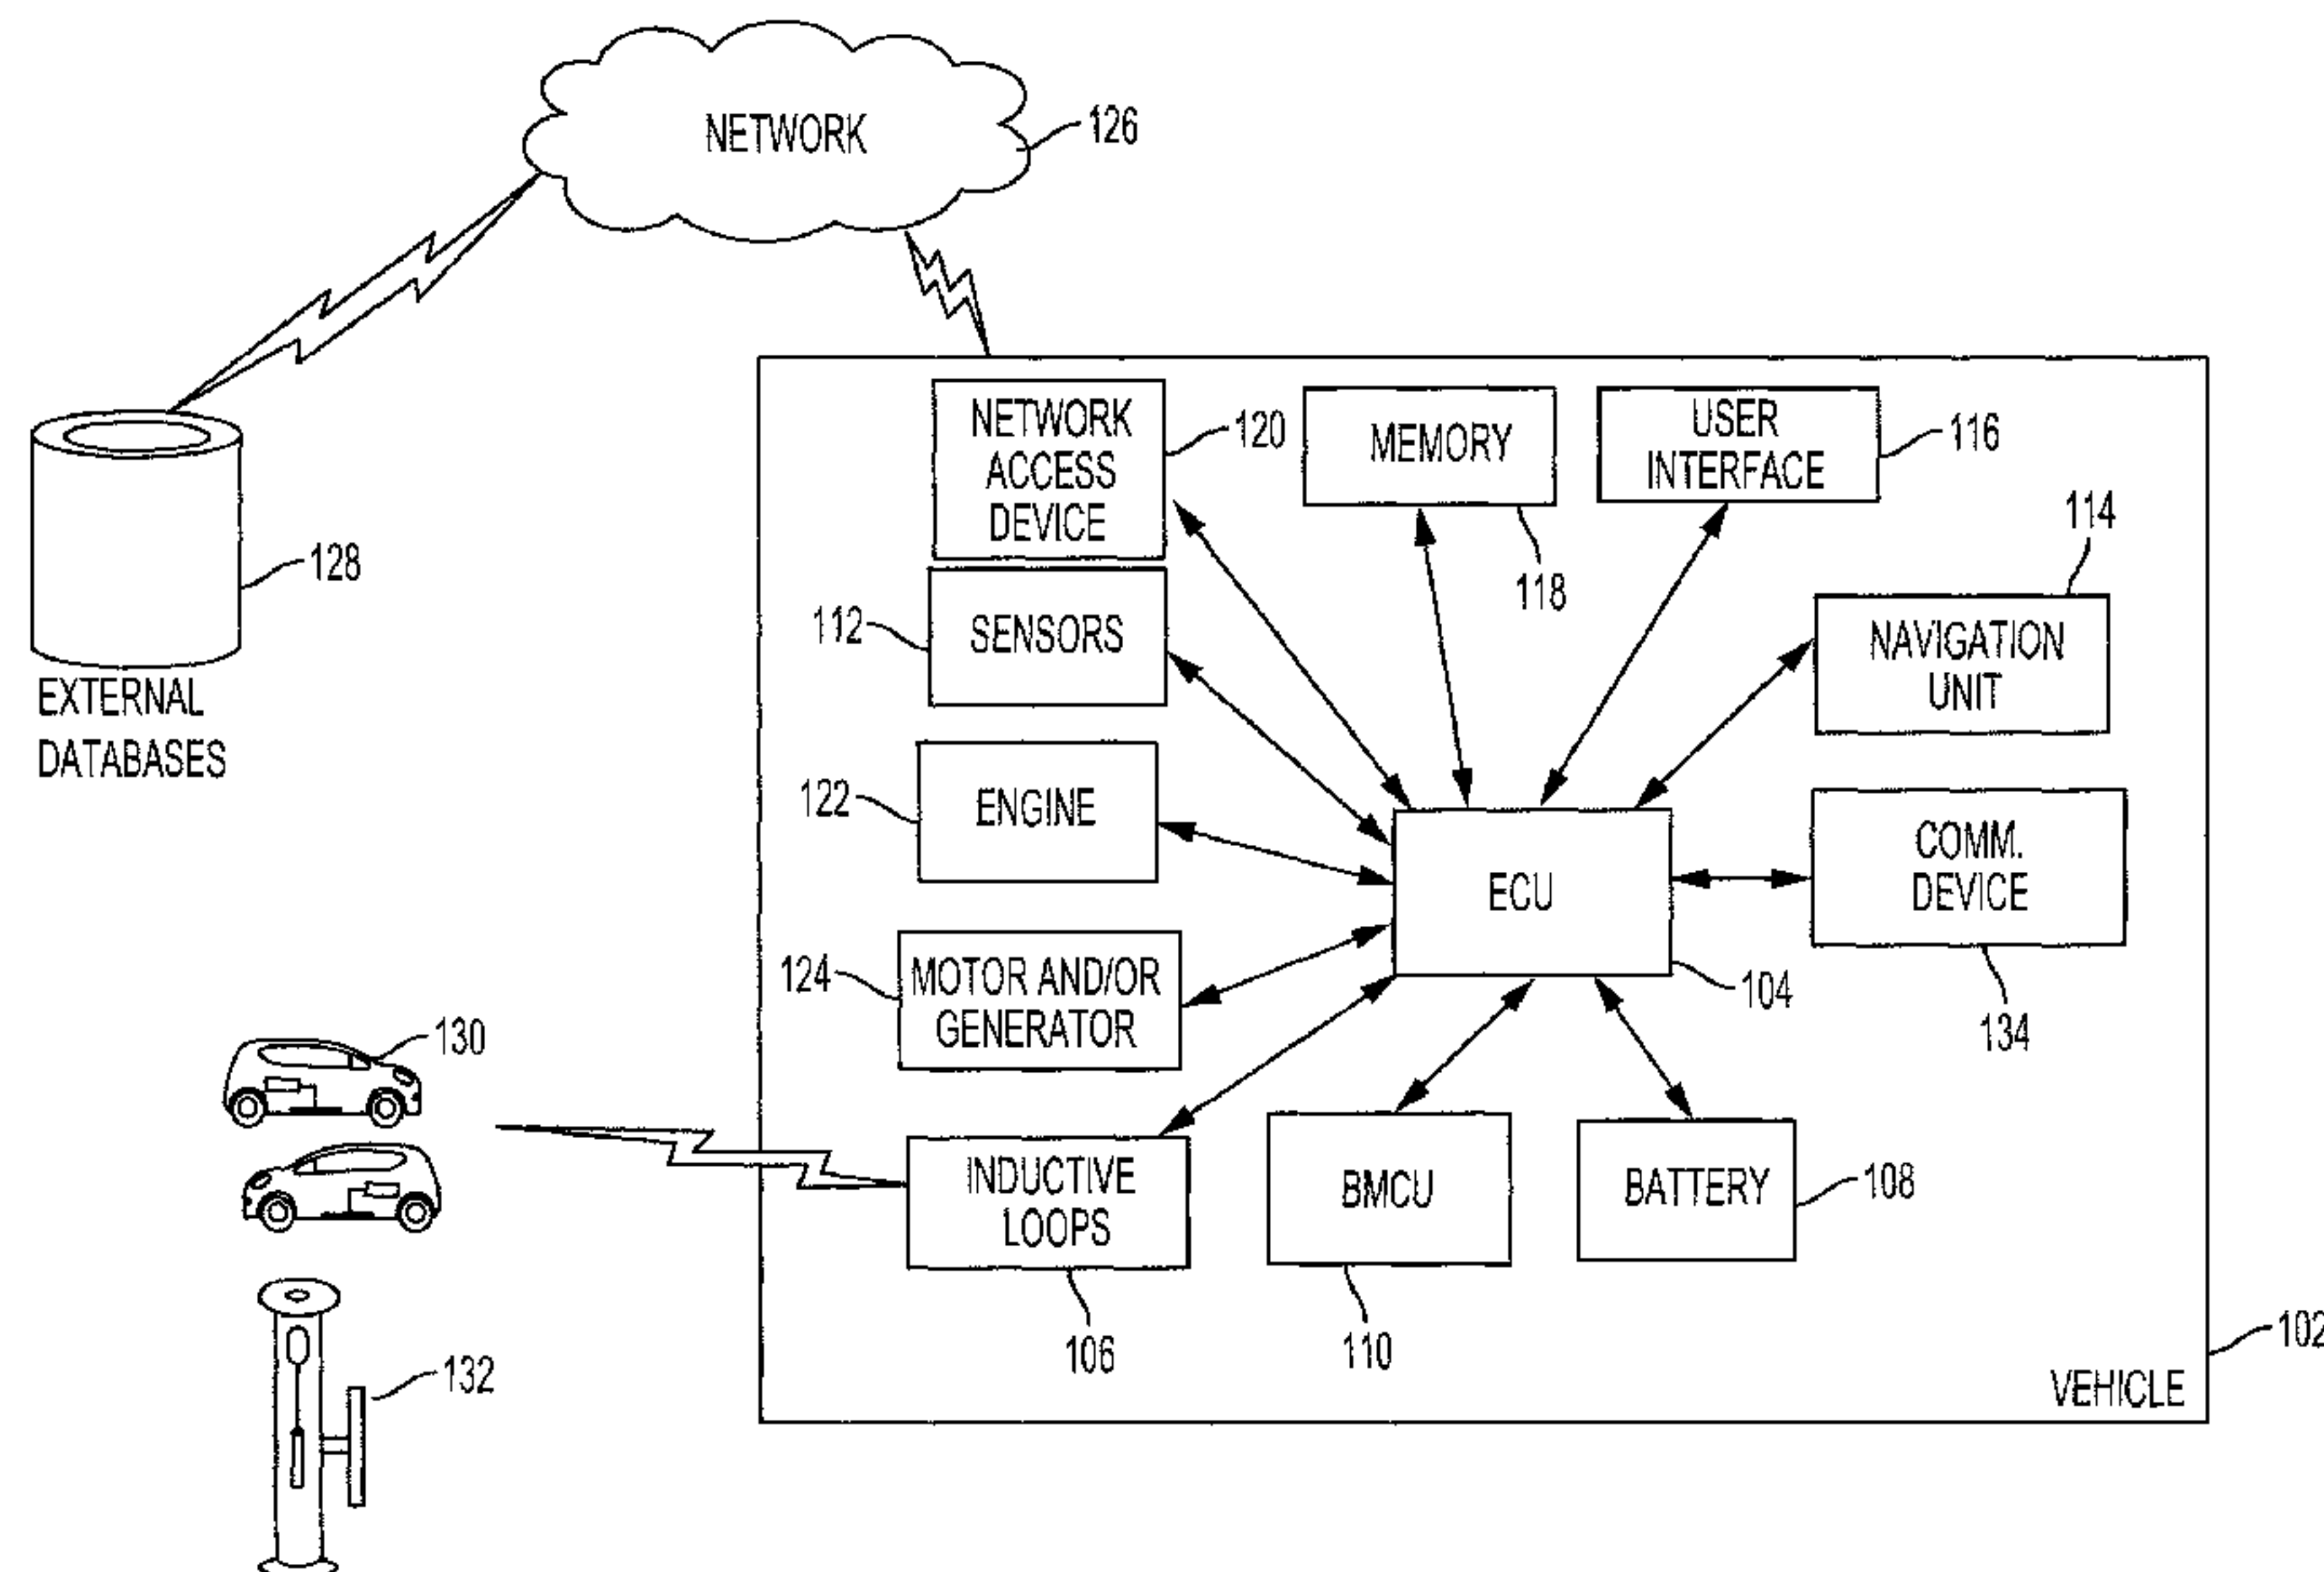 NETWORK
126
128
EXTERNAL
DATABASES
NETWORK
ACCESS
DEVICE
120
MEMORY
118
USER
INTERFACE
116
114
NAVIGATION
UNIT
112
SENSORS
122
ENGINE
ECU
104
COMM.
DEVICE
134
124
MOTOR AND/OR
GENERATOR
130
INDUCTIVE
LOOPS
106
BMCU
110
BATTERY
108
132
102
VEHICLE